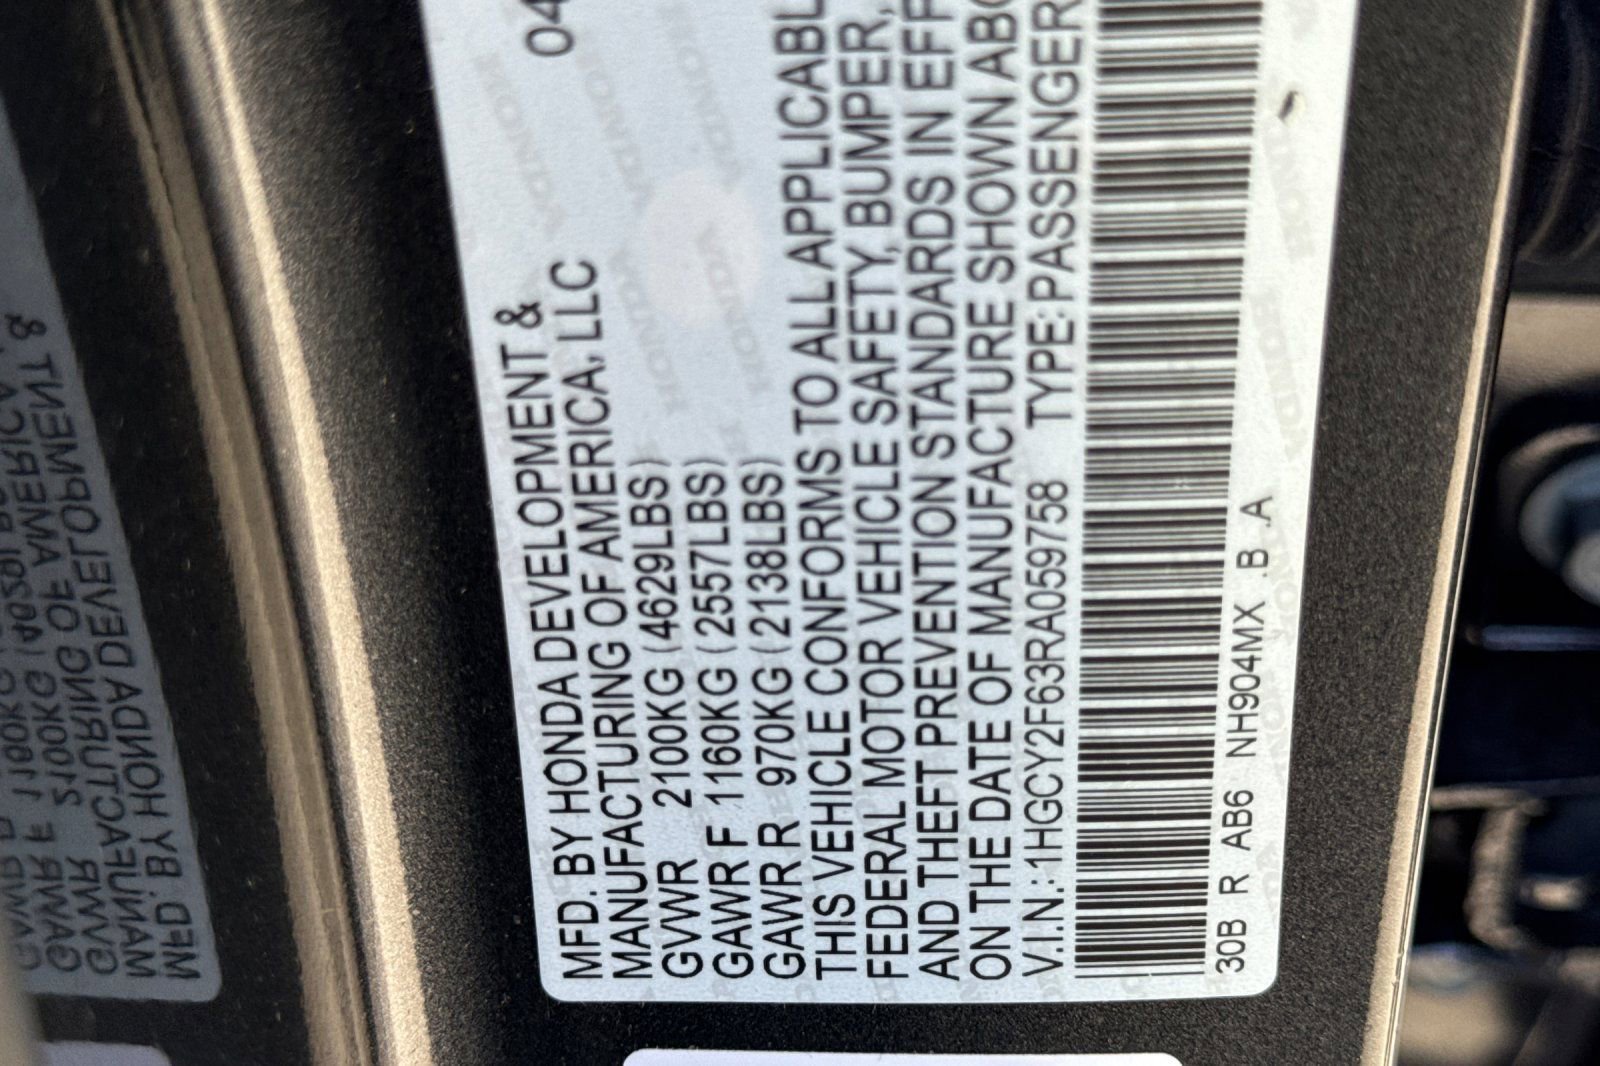 04
MFD. BY HONDA DEVELOPMENT &
MANUFACTURING OF AMERICA, LLC
GVWR 2100KG (4629LBS)
GAWR F 1160KG (2557LBS)
GAWR R 970KG (2138LBS)
THIS VEHICLE CONFORMS TO ALL APPLICABL
FEDERAL MOTOR VEHICLE SAFETY, BUMPER,
AND THEFT PREVENTION STANDARDS IN EFF
ON THE DATE OF MANUFACTURE SHOWN ABO
V.I.N.: 1HGCY2F63RA059758 TYPE:PASSENGER
30B R AB6 NH904MX .B .A